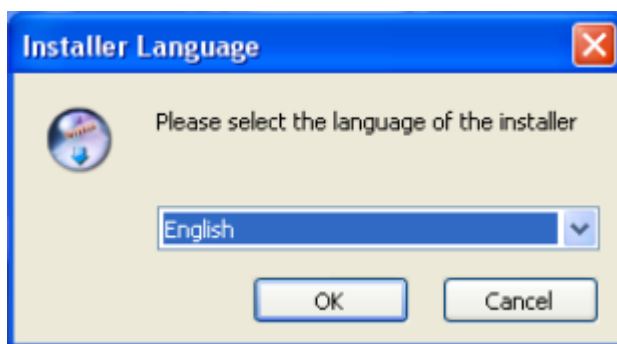 Installer Language
Please select the language of the installer
English
OK
Cancel